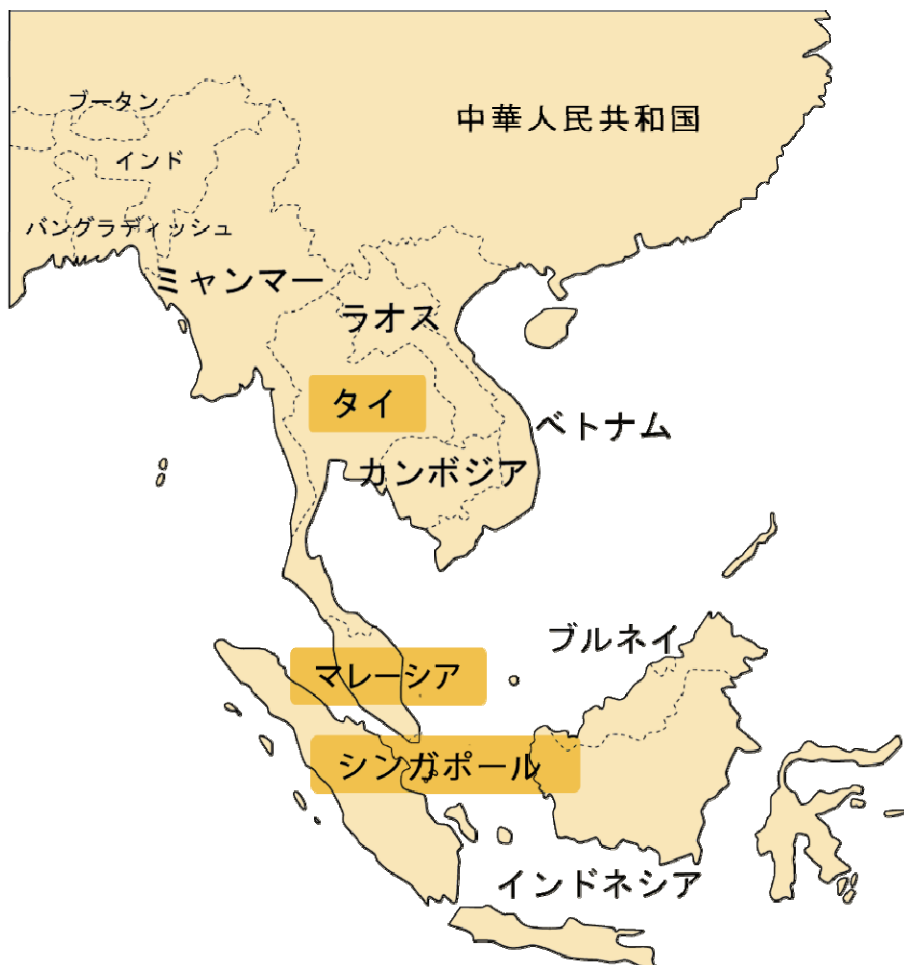 ブータン
中華人民共和国
インド
バングラディッシュ
ミャンマー
ラオス
タイ
ベトナム
カンボジア
ブルネイ
マレーシア
シンガポール
インドネシア